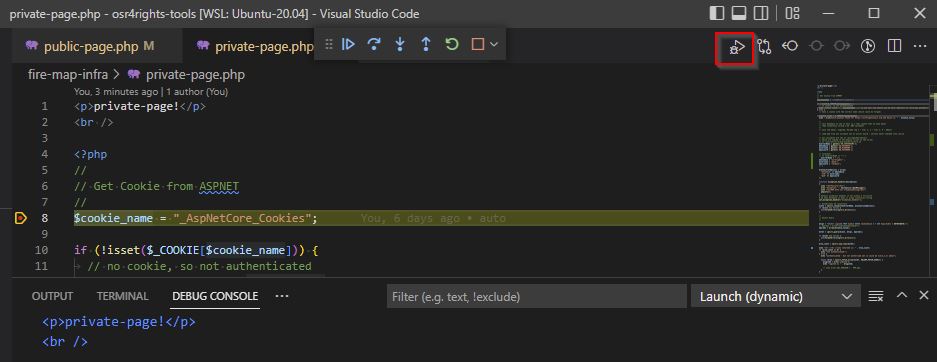 private-page.php - osr4rights-tools [WSL: Ubuntu-20.04] - Visual Studio Code
public-page.php M
private-page.php
fire-map-infra > private-page.php
You, 3 minutes ago | 1 author (You)
1 <p>private-page!</p>
2 <br />
3
4 <?php
5 //
6 // Get Cookie from ASPNET
7 //
8 $cookie_name = "_AspNetCore_Cookies"; You, 6 days ago • auto
9
10 if (!isset($_COOKIE[$cookie_name])) {
11 // no cookie, so not authenticated
OUTPUT TERMINAL DEBUG CONSOLE ··· Filter (e.g. text, !exclude) Launch (dynamic)
<p>private-page!</p>
<br />